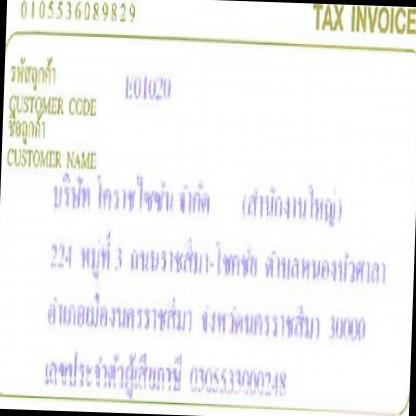 0105536089829
TAX INVOICE
รหัสลูกค้า
E01020
CUSTOMER CODE
ชื่อลูกค้า
CUSTOMER NAME
บริษัท โคราชไซซัน จำกัด (สำนักงานใหญ่)
224 หมู่ที่ 3 ถนนราชสีมา-โชคชัย ตำบลหนองบัวศาลา
อำเภอเมืองนครราชสีมา จังหวัดนครราชสีมา 30000
เลขประจำตัวผู้เสียภาษี 0305533000248